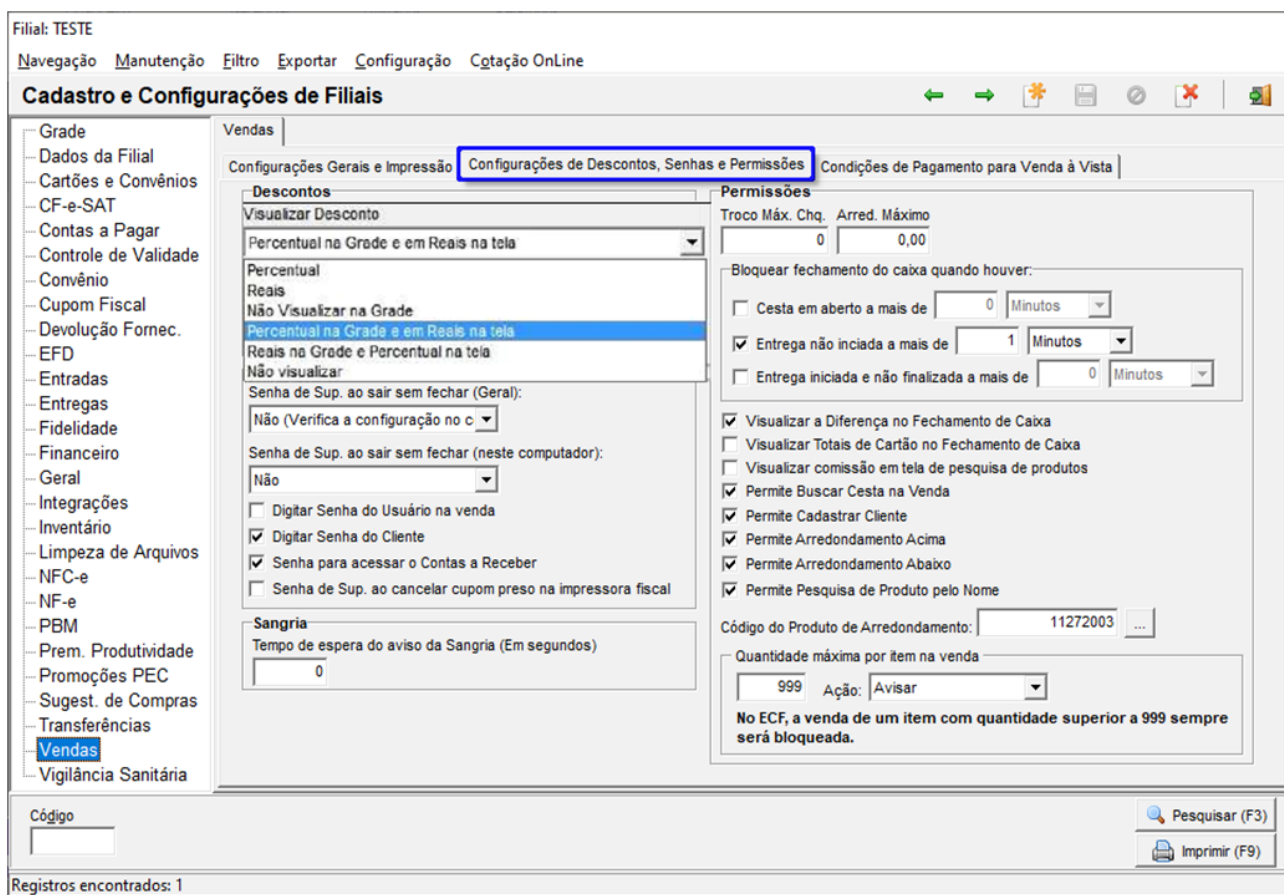 Filial: TESTE
Navegação Manutenção Filtro Exportar Configuração Cotação OnLine
Cadastro e Configurações de Filiais
Grade
Dados da Filial
Cartões e Convênios
CF-e-SAT
Contas a Pagar
Controle de Validade
Convênio
Cupom Fiscal
Devolução Fornec.
EFD
Entradas
Entregas
Fidelidade
Financeiro
Geral
Integrações
Inventário
Limpeza de Arquivos
NFC-e
NF-e
PBM
Prem. Produtividade
Promoções PEC
Sugest. de Compras
Transferências
Vendas
Vigilância Sanitária
Vendas
Configurações Gerais e Impressão Configurações de Descontos, Senhas e Permissões Condições de Pagamento para Venda à Vista
Descontos
Visualizar Desconto
Percentual na Grade e em Reais na tela
Percentual
Reais
Não Visualizar na Grade
Percentual na Grade e em Reais na tela
Reais na Grade e Percentual na tela
Não visualizar
Senha de Sup. ao sair sem fechar (Geral):
Não (Verifica a configuração no c
Senha de Sup. ao sair sem fechar (neste computador):
Não
Digitar Senha do Usuário na venda
Digitar Senha do Cliente
Senha para acessar o Contas a Receber
Senha de Sup. ao cancelar cupom preso na impressora fiscal
Sangria
Tempo de espera do aviso da Sangria (Em segundos)
0
Permissões
Troco Máx. Chq. Arred. Máximo
0 0,00
Bloquear fechamento do caixa quando houver:
Cesta em aberto a mais de 0 Minutos
Entrega não inciada a mais de 1 Minutos
Entrega iniciada e não finalizada a mais de 0 Minutos
Visualizar a Diferença no Fechamento de Caixa
Visualizar Totais de Cartão no Fechamento de Caixa
Visualizar comissão em tela de pesquisa de produtos
Permite Buscar Cesta na Venda
Permite Cadastrar Cliente
Permite Arredondamento Acima
Permite Arredondamento Abaixo
Permite Pesquisa de Produto pelo Nome
Código do Produto de Arredondamento: 11272003 ...
Quantidade máxima por item na venda
999 Ação: Avisar
No ECF, a venda de um item com quantidade superior a 999 sempre
será bloqueada.
Código
Pesquisar (F3)
Imprimir (F9)
Registros encontrados: 1